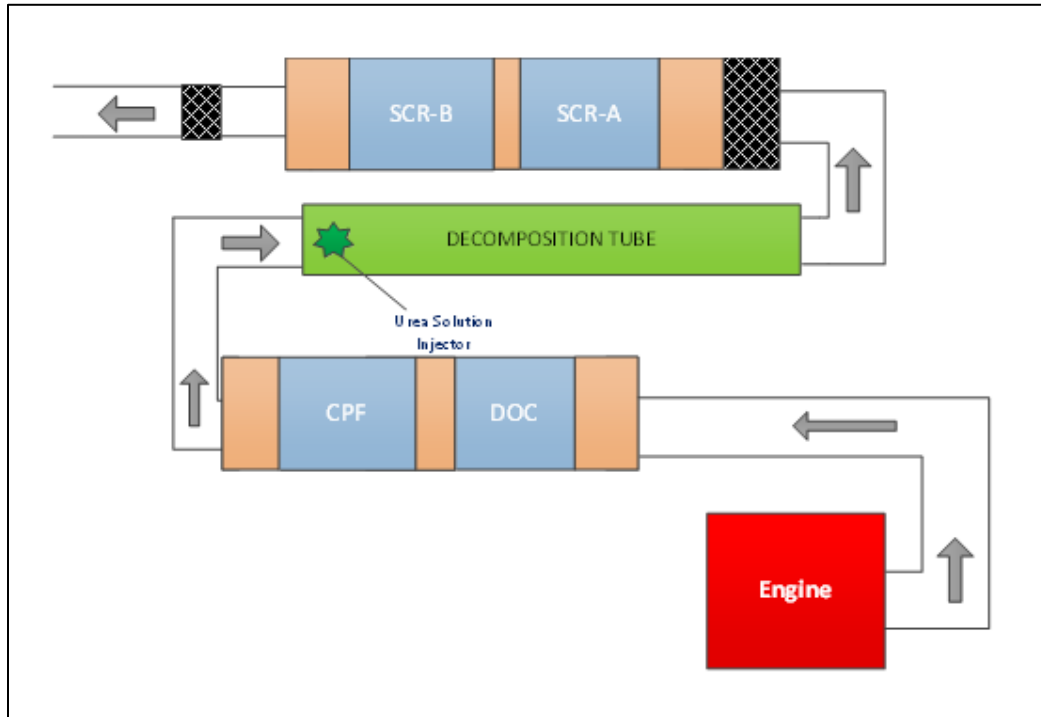 SCR-B
SCR-A
DECOMPOSITION TUBE
Urea Solution
Injector
CPF
DOC
Engine